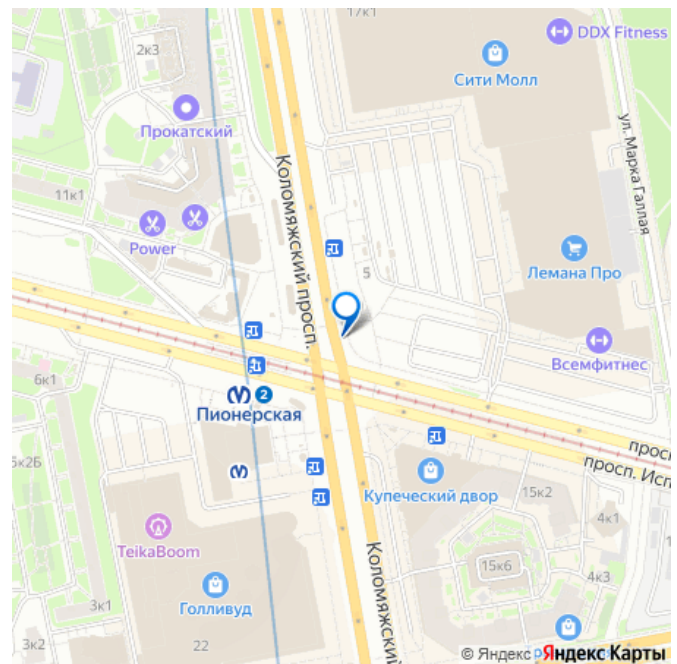 17к1
DDX Fitness
2к3
Сити Молл
Прокатский
ул. Марка Галлая
Коломяжский просп.
11к1
Power
5
Лемана Про
Всемфитнес
6к1
2
Пионерская
просп. Исп
5к2Б
Купеческий двор
15к2
4к1
TeikaBoom
Коломяжский
15к6
4к3
3к1
Голливуд
3к2
22
© Яндекс
Яндекс Карты